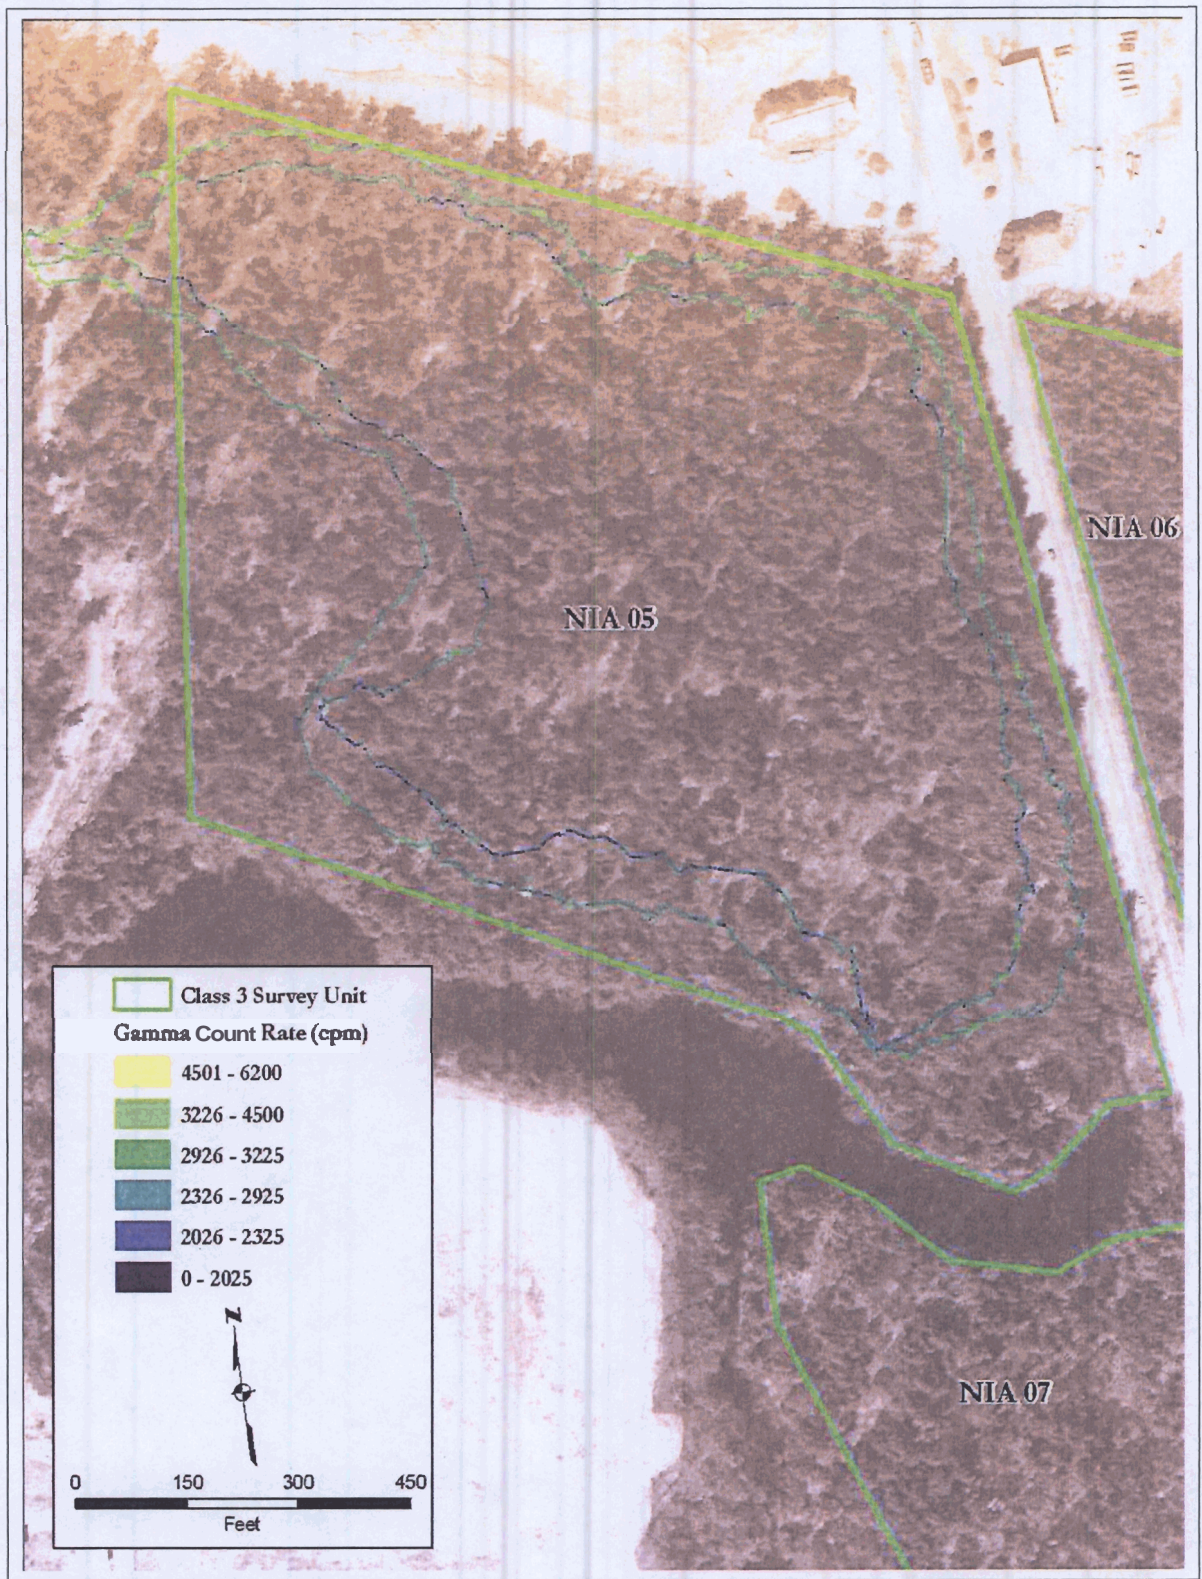 NIA 06
NIA 05
Class 3 Survey Unit
Gamma Count Rate (cpm)
4501 - 6200
3226 - 4500
2926 - 3225
2326 - 2925
2026 - 2325
0 - 2025
N
NIA 07
0 150 300 450
Feet